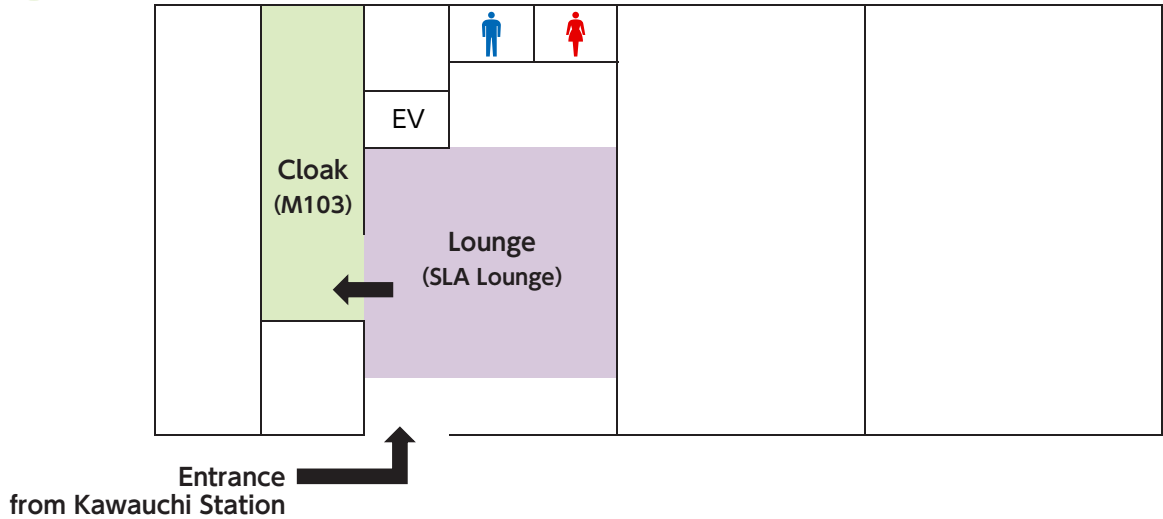 EV
Cloak
(M103)
Lounge
(SLA Lounge)
Entrance
from Kawauchi Station